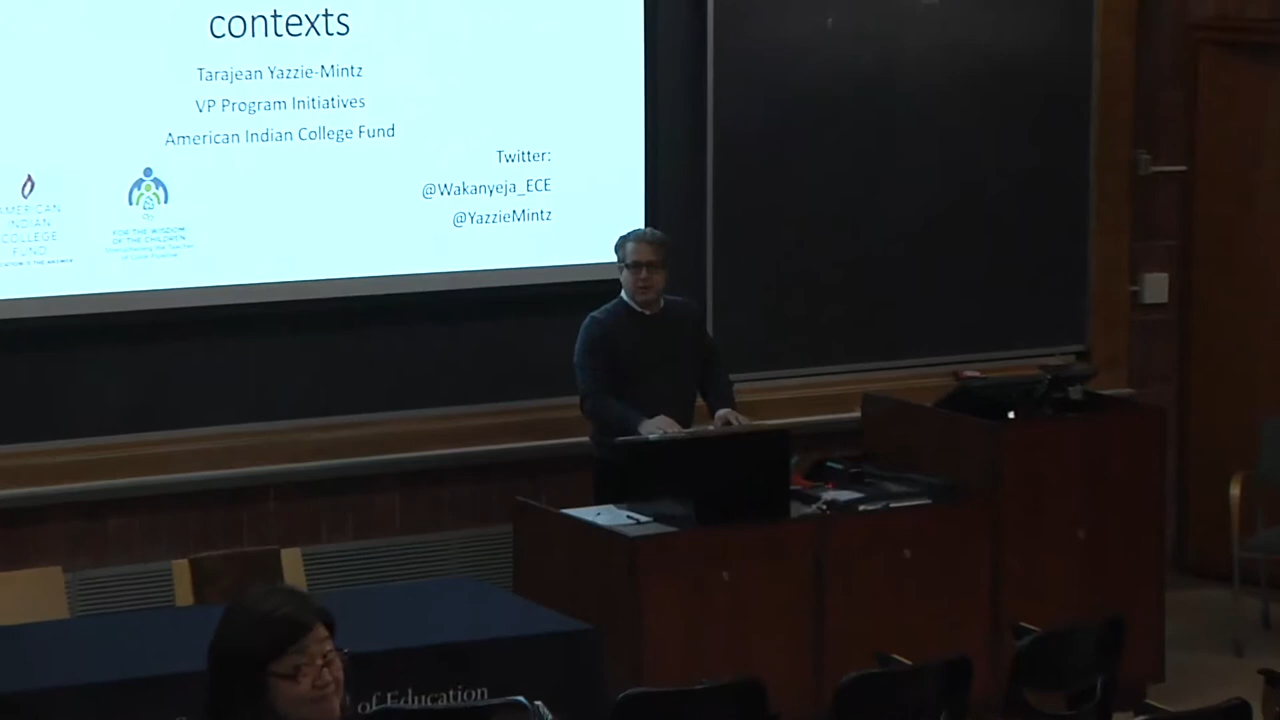 contexts
Tarajean Yazzie-Mintz
VP Program Initiatives
American Indian College Fund
Twitter:
@Wakanyeja_ECE
@YazzieMintz
AMERICAN
INDIAN
COLLEGE
FUND
FOR THE WISDOM
OF THE CHILDREN
of Education